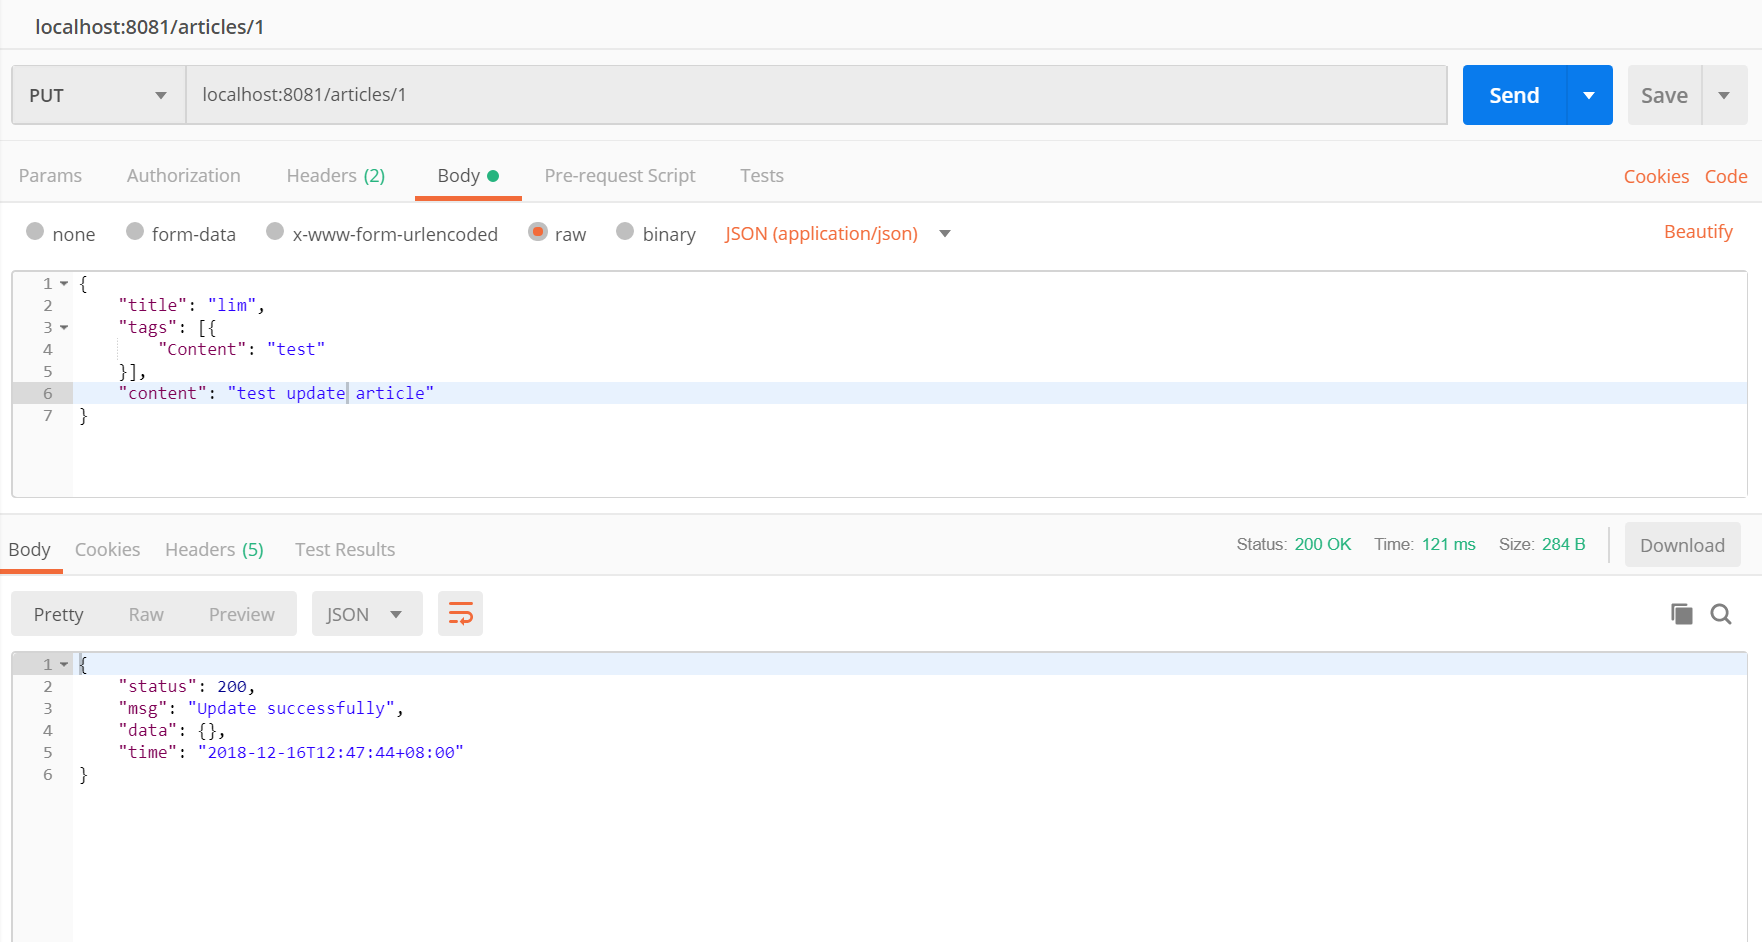 localhost:8081/articles/1
PUT localhost:8081/articles/1 Send Save
Params Authorization Headers (2) Body Pre-request Script Tests Cookies Code
none form-data x-www-form-urlencoded raw binary JSON (application/json) Beautify
1 {
2 "title": "lim",
3 "tags": [{
4 "Content": "test"
5 }],
6 "content": "test update article"
7 }
Body Cookies Headers (5) Test Results Status: 200 OK Time: 121 ms Size: 284 B Download
Pretty Raw Preview JSON
1 {
2 "status": 200,
3 "msg": "Update successfully",
4 "data": {},
5 "time": "2018-12-16T12:47:44+08:00"
6 }